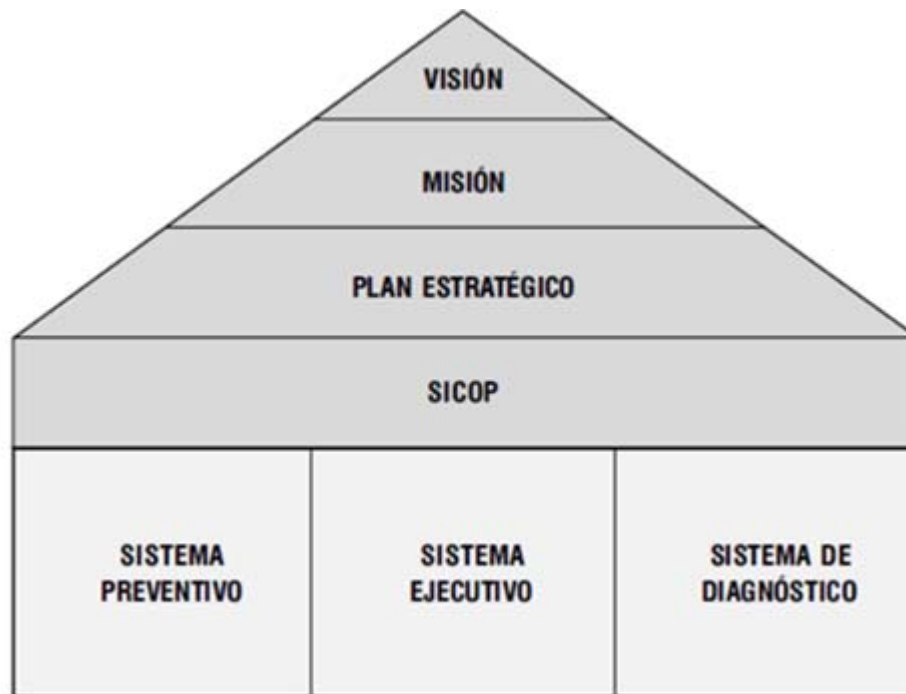 VISIÓN
MISIÓN
PLAN ESTRATÉGICO
SICOP
SISTEMA
PREVENTIVO
SISTEMA
EJECUTIVO
SISTEMA DE
DIAGNÓSTICO